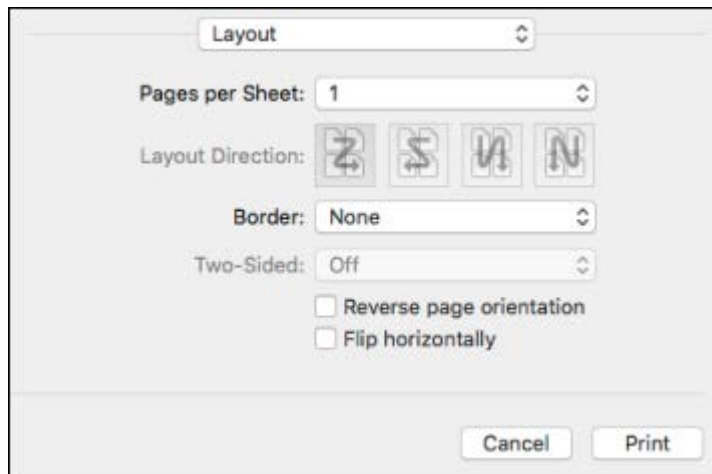 Layout
Pages per Sheet: 1
Layout Direction:
Border: None
Two-Sided: Off
Reverse page orientation
Flip horizontally
Cancel Print